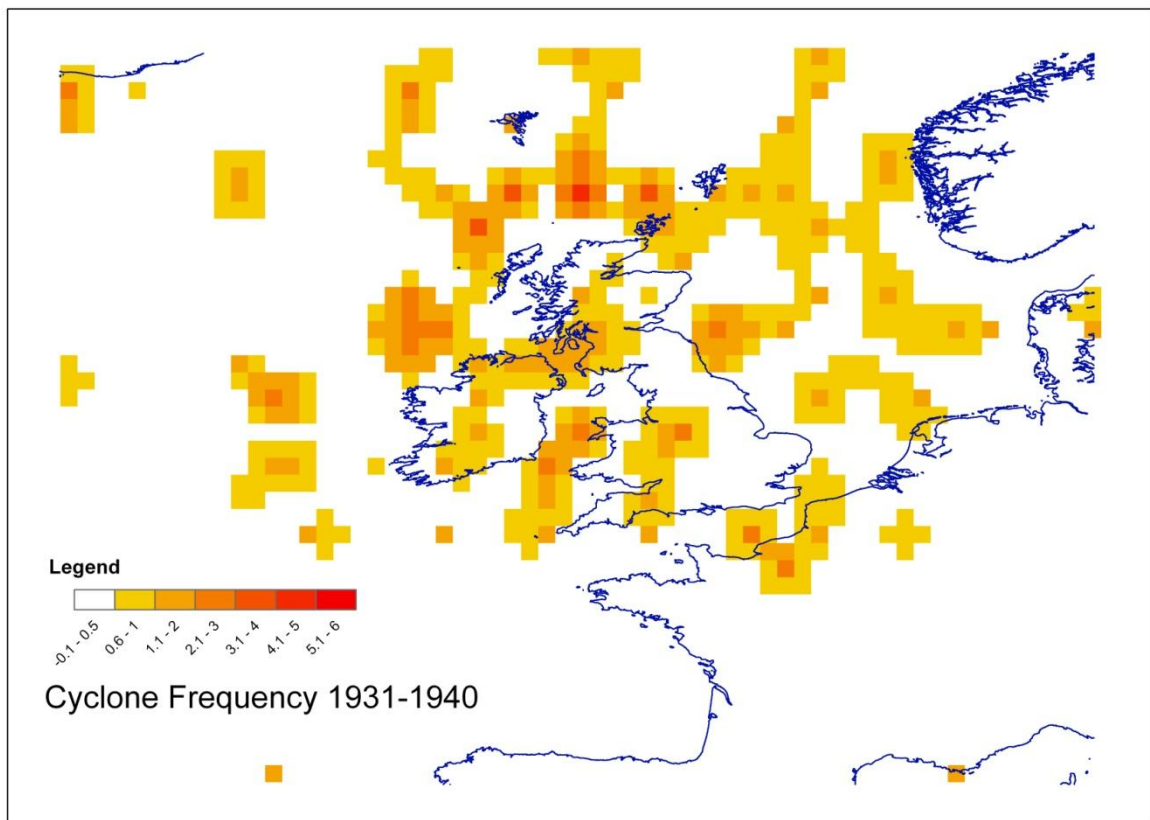 Legend
-0.1 - 0.5
0.6 - 1
1.1 - 2
2.1 - 3
3.1 - 4
4.1 - 5
5.1 - 6
Cyclone Frequency 1931-1940